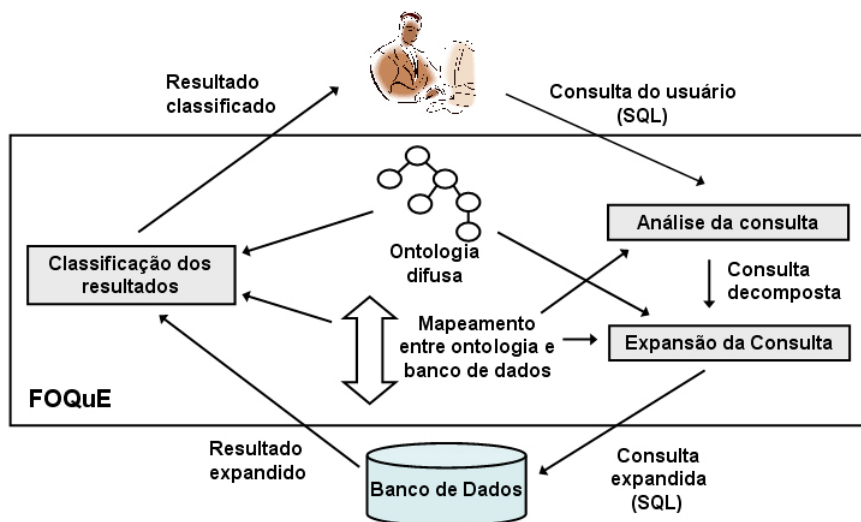 Resultado
classificado
Consulta do usuário
(SQL)
Ontologia
difusa
Análise da consulta
Classificação dos
resultados
Consulta
decomposta
Mapeamento
entre ontologia e
banco de dados
Expansão da Consulta
FOQuE
Resultado
expandido
Banco de Dados
Consulta
expandida
(SQL)